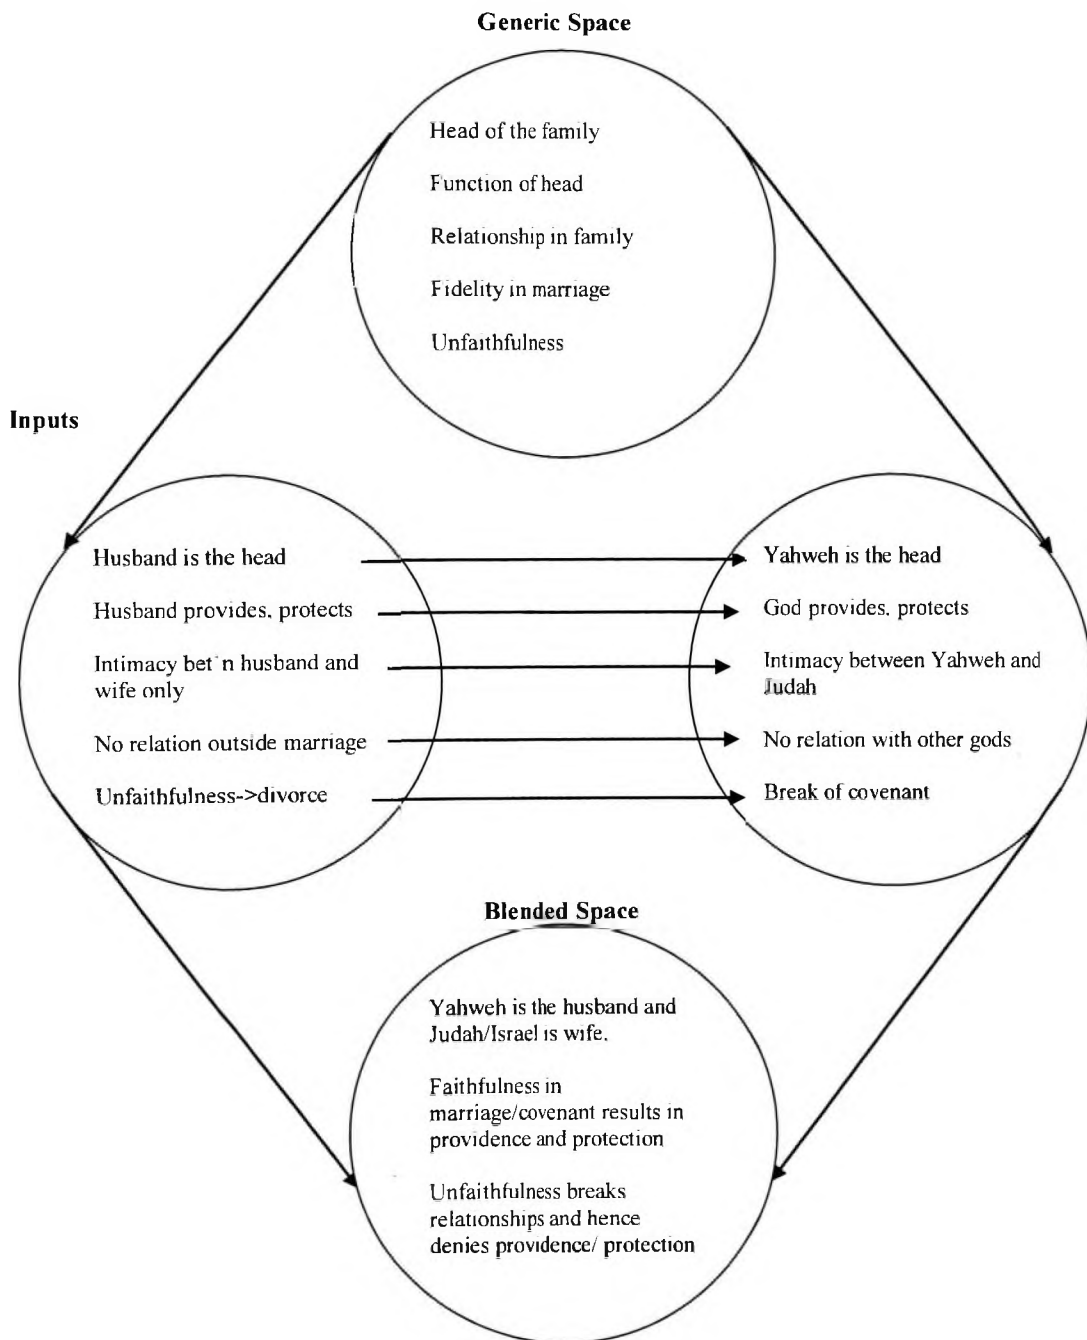 Generic Space
Head of the family
Function of head
Relationship in family
Fidelity in marriage
Unfaithfulness
Inputs
Husband is the head
Husband provides, protects
Intimacy bet'n husband and
wife only
No relation outside marriage
Unfaithfulness->divorce
Yahweh is the head
God provides, protects
Intimacy between Yahweh and
Judah
No relation with other gods
Break of covenant
Blended Space
Yahweh is the husband and
Judah/Israel is wife.
Faithfulness in
marriage/covenant results in
providence and protection
Unfaithfulness breaks
relationships and hence
denies providence/ protection